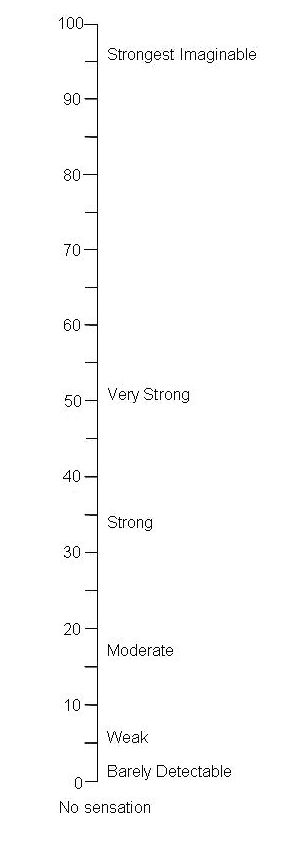 100
Strongest Imaginable
90
80
70
60
50 Very Strong
40
Strong
30
20
Moderate
10
Weak
Barely Detectable
0
No sensation